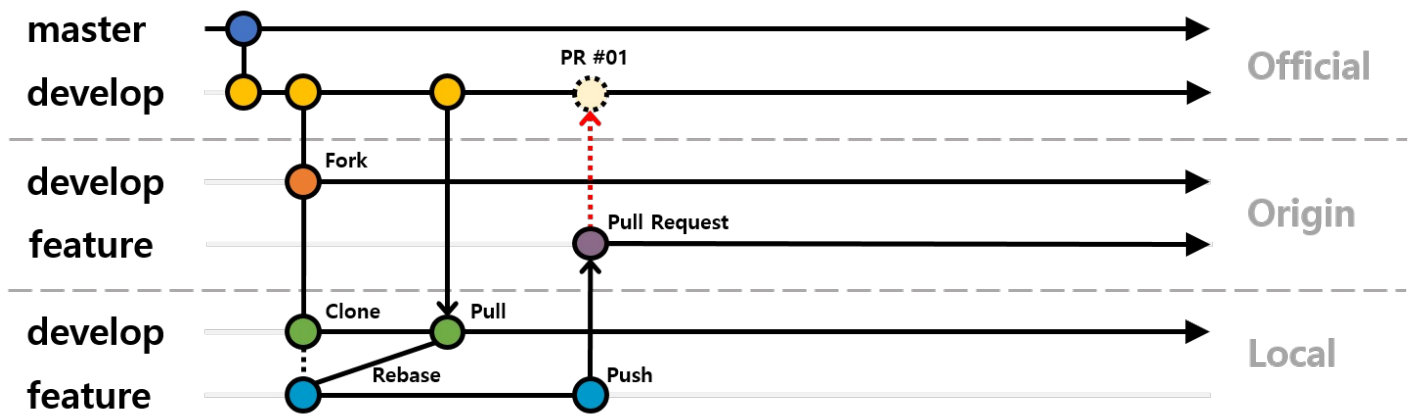 master
PR #01
Official
develop
Fork
develop
Origin
Pull Request
feature
Clone
Pull
develop
Local
Rebase
Push
feature